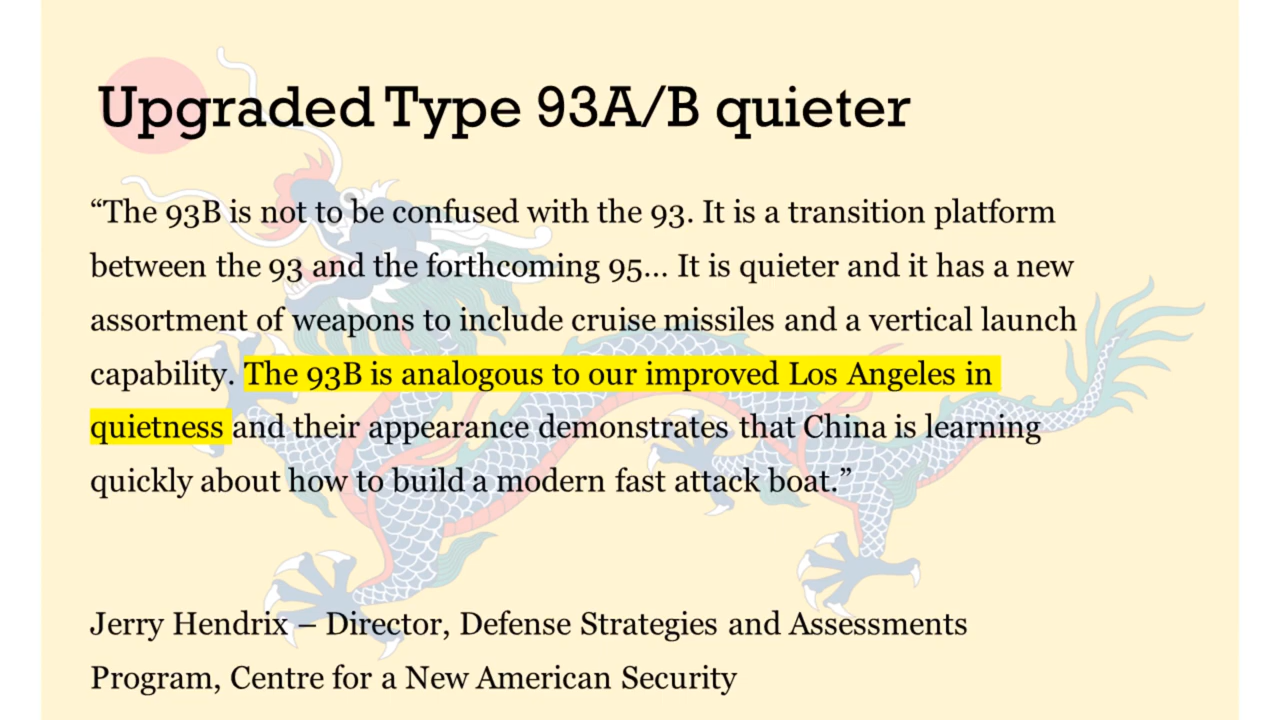 Upgraded Type 93A/B quieter
“The 93B is not to be confused with the 93. It is a transition platform
between the 93 and the forthcoming 95... It is quieter and it has a new
assortment of weapons to include cruise missiles and a vertical launch
capability. The 93B is analogous to our improved Los Angeles in
quietness and their appearance demonstrates that China is learning
quickly about how to build a modern fast attack boat.”
Jerry Hendrix – Director, Defense Strategies and Assessments
Program, Centre for a New American Security